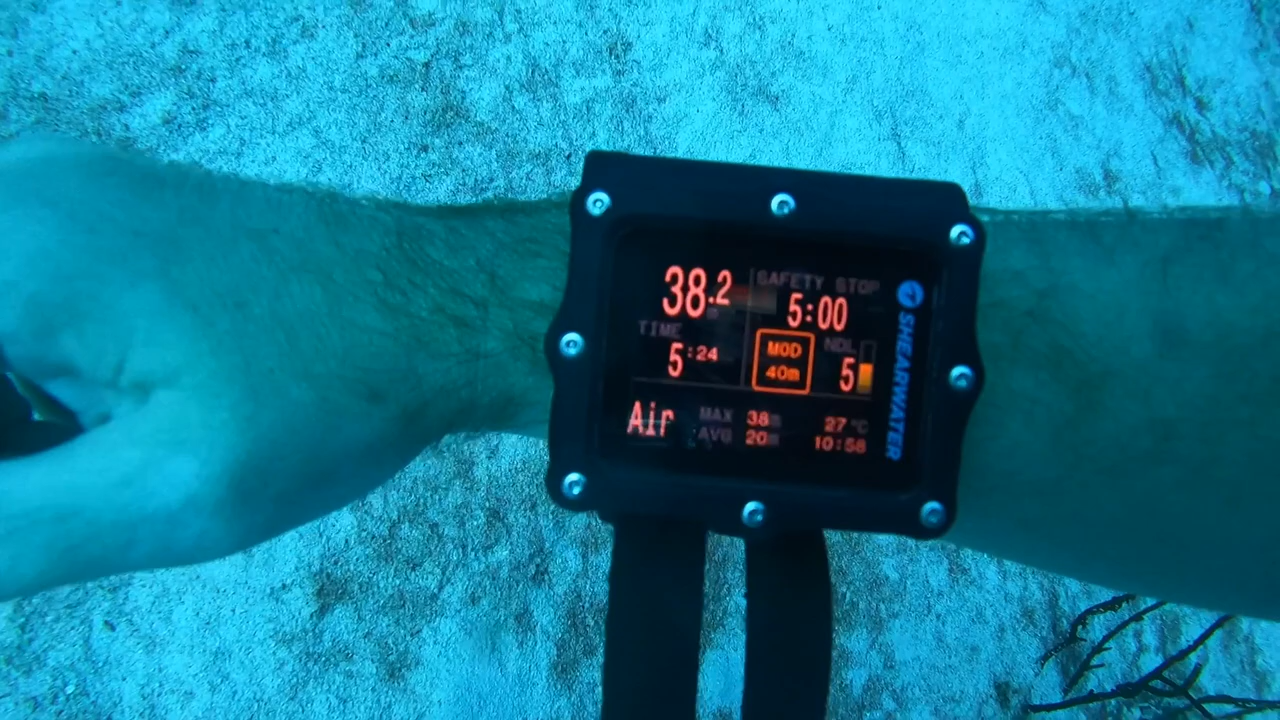 38.2
SAFETY STOP
5:00
TIME
5:24
MOD
40m
NDL
5
Air
MAX 38m
AVG 20m
27°C
10:58
SHEARWATER